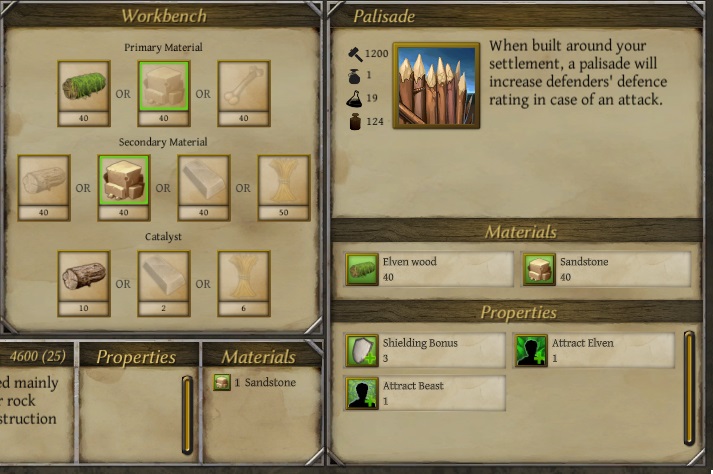 Workbench
Primary Material
OR OR
40 40 40
Secondary Material
OR OR OR
40 40 40 50
Catalyst
OR OR
10 2 6
4600 (25)
ed mainly
r rock
struction
Properties
Materials
1 Sandstone
Palisade
1200
1
19
124
When built around your
settlement, a palisade will
increase defenders' defence
rating in case of an attack.
Materials
Elven wood
40
Sandstone
40
Properties
Shielding Bonus
3
Attract Elven
1
Attract Beast
1